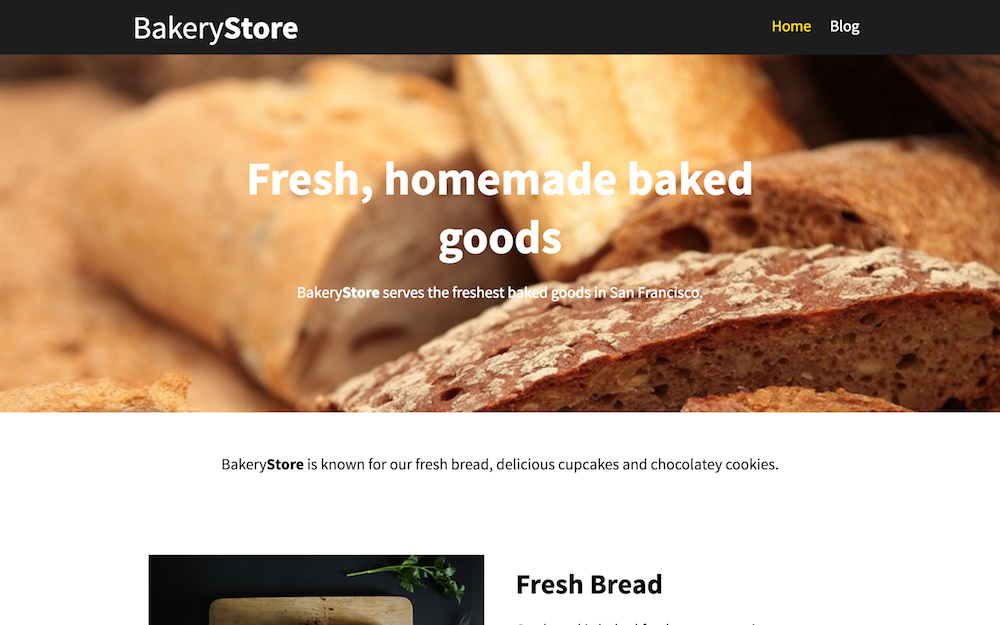 BakeryStore
Home Blog
Fresh, homemade baked
goods
BakeryStore serves the freshest baked goods in San Francisco.
BakeryStore is known for our fresh bread, delicious cupcakes and chocolatey cookies.
Fresh Bread